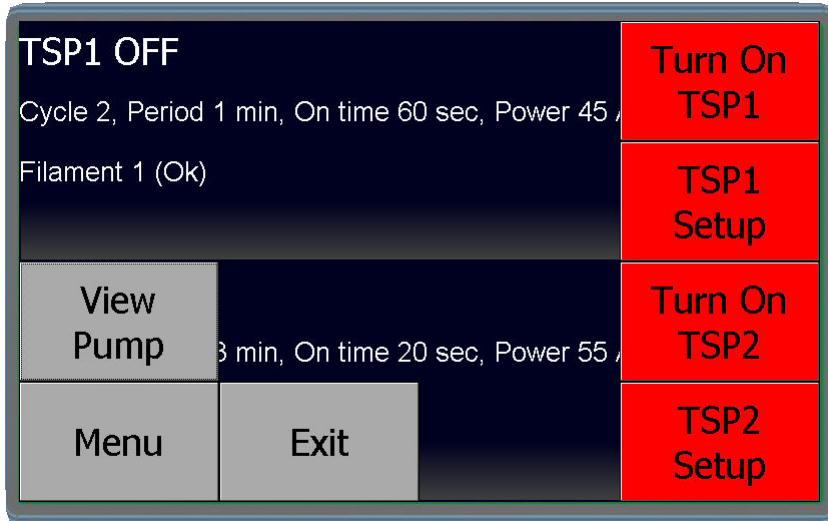 TSP1 OFF
Cycle 2, Period 1 min, On time 60 sec, Power 45
Filament 1 (Ok)
Turn On
TSP1
TSP1
Setup
View
Pump
min, On time 20 sec, Power 55
Turn On
TSP2
Menu
Exit
TSP2
Setup